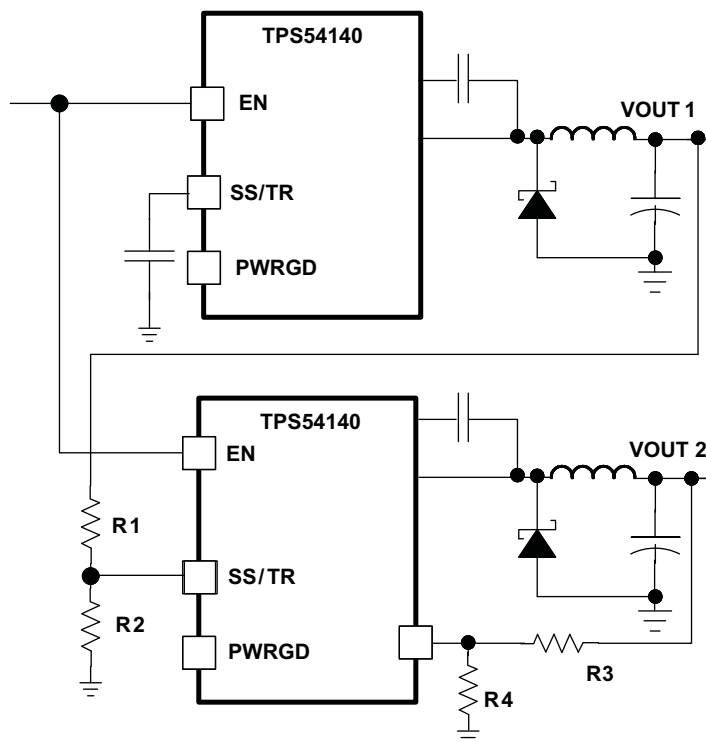 TPS54140
EN
VOUT 1
SS/TR
PWRGD
TPS54140
EN
VOUT 2
R1
SS/TR
R2
PWRGD
R3
R4